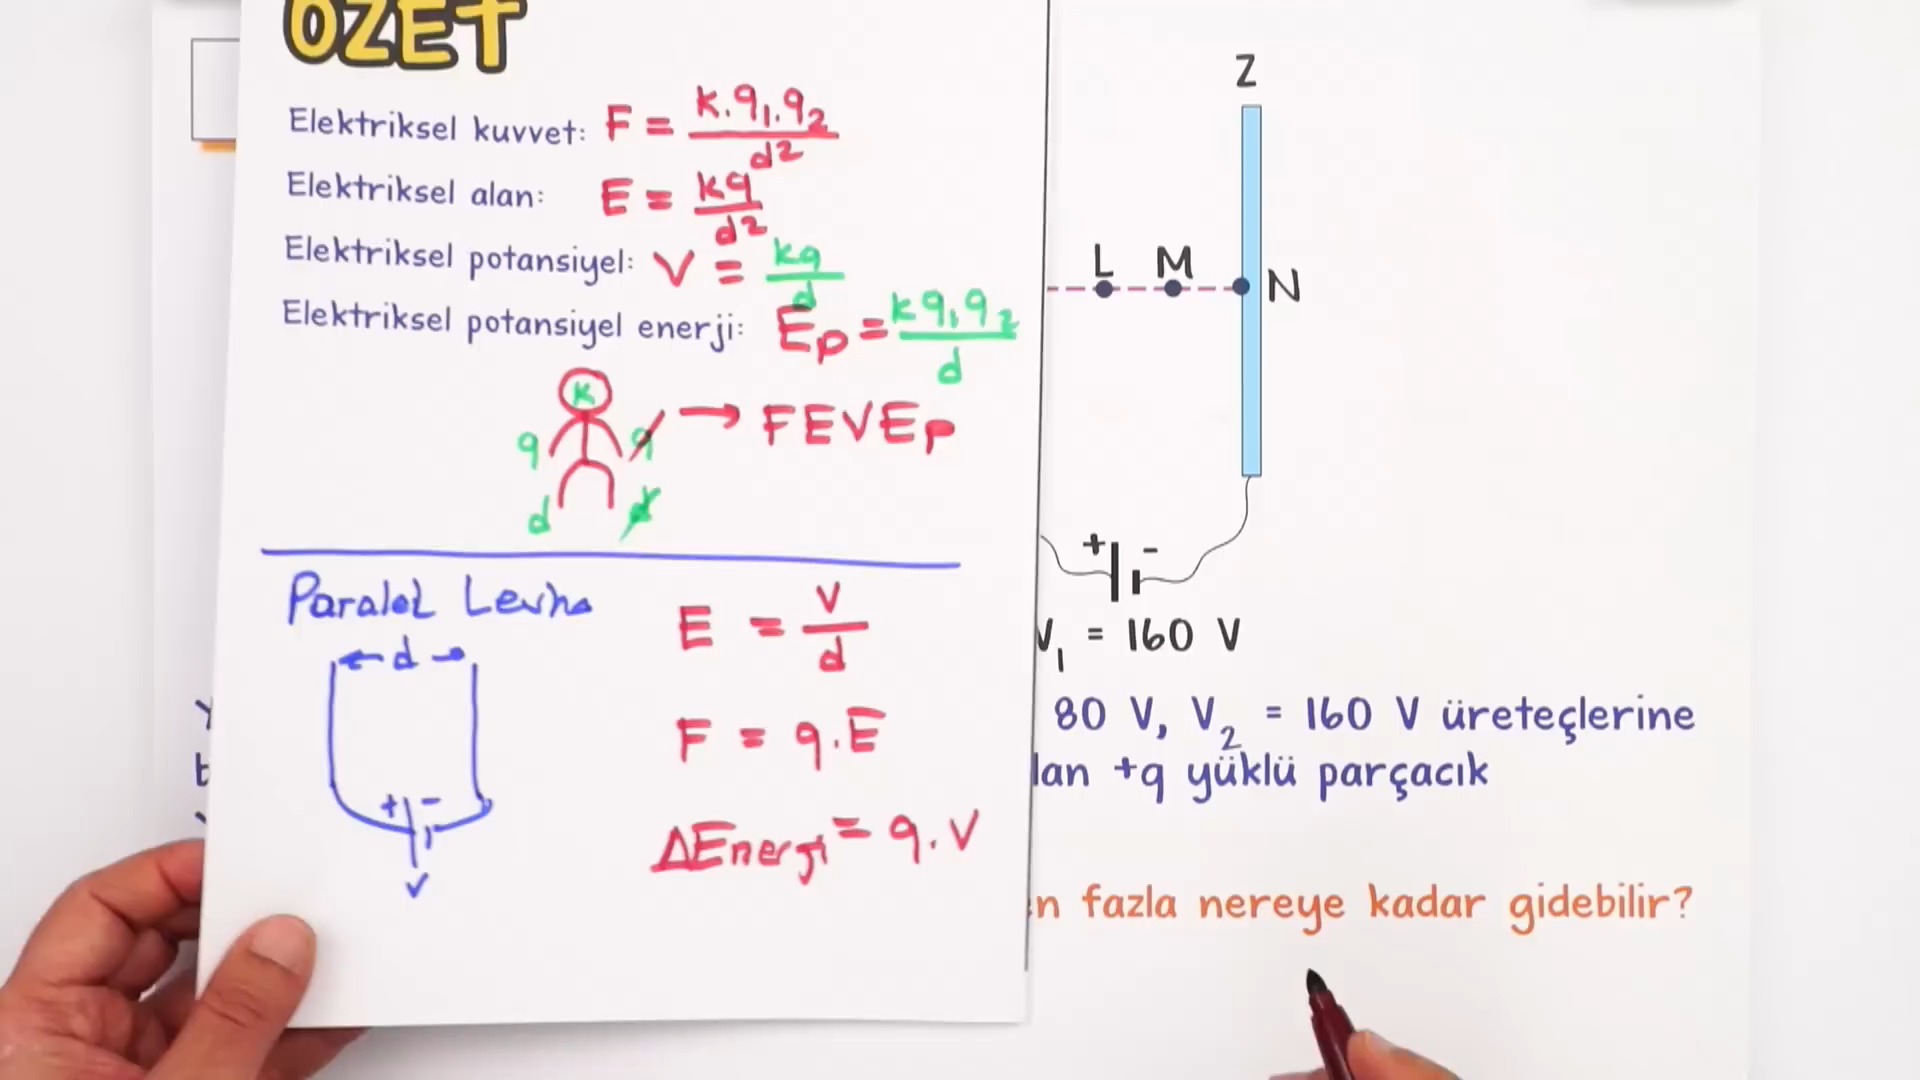 ÖZET
Elektriksel kuvvet: F = k.q1.q2 / d2
Elektriksel alan: E = kq / d2
Elektriksel potansiyel: V = kq / d
Elektriksel potansiyel enerji: Ep = kq1q2 / d
k
q q → FEVEp
d d
Paralel Levha
d
+ -
V
E = V / d
F = q.E
ΔEnerji = q.V
Z
L M N
+ -
V1 = 160 V
80 V, V2 = 160 V üreteçlerine
+q yüklü parçacık
fazla nereye kadar gidebilir?